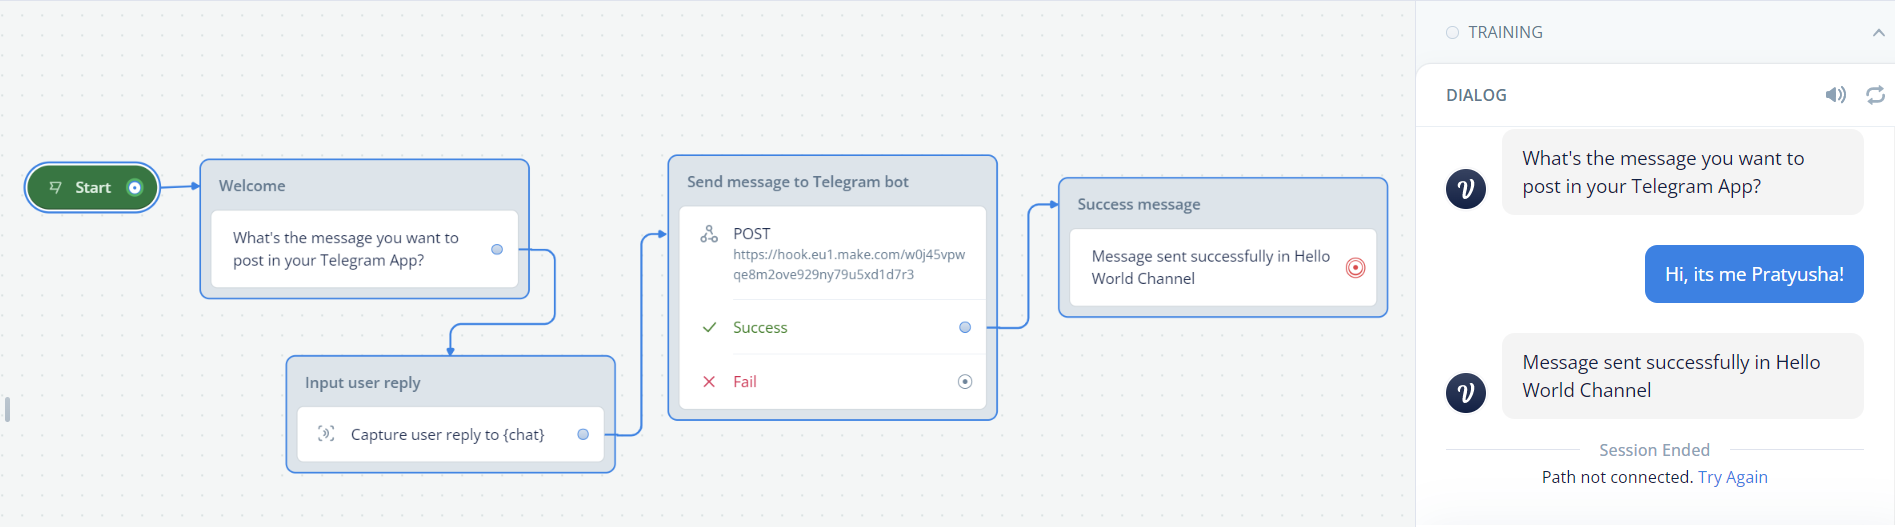 Start
Welcome
What's the message you want to
post in your Telegram App?
Input user reply
Capture user reply to {chat}
Send message to Telegram bot
POST
https://hook.eu1.make.com/w0j45vpw
qe8m2ove929ny79u5xd1d7r3
Success
Fail
Success message
Message sent successfully in Hello
World Channel
TRAINING
DIALOG
What's the message you want to
post in your Telegram App?
Hi, its me Pratyusha!
V
Message sent successfully in Hello
World Channel
V
Session Ended
Path not connected. Try Again